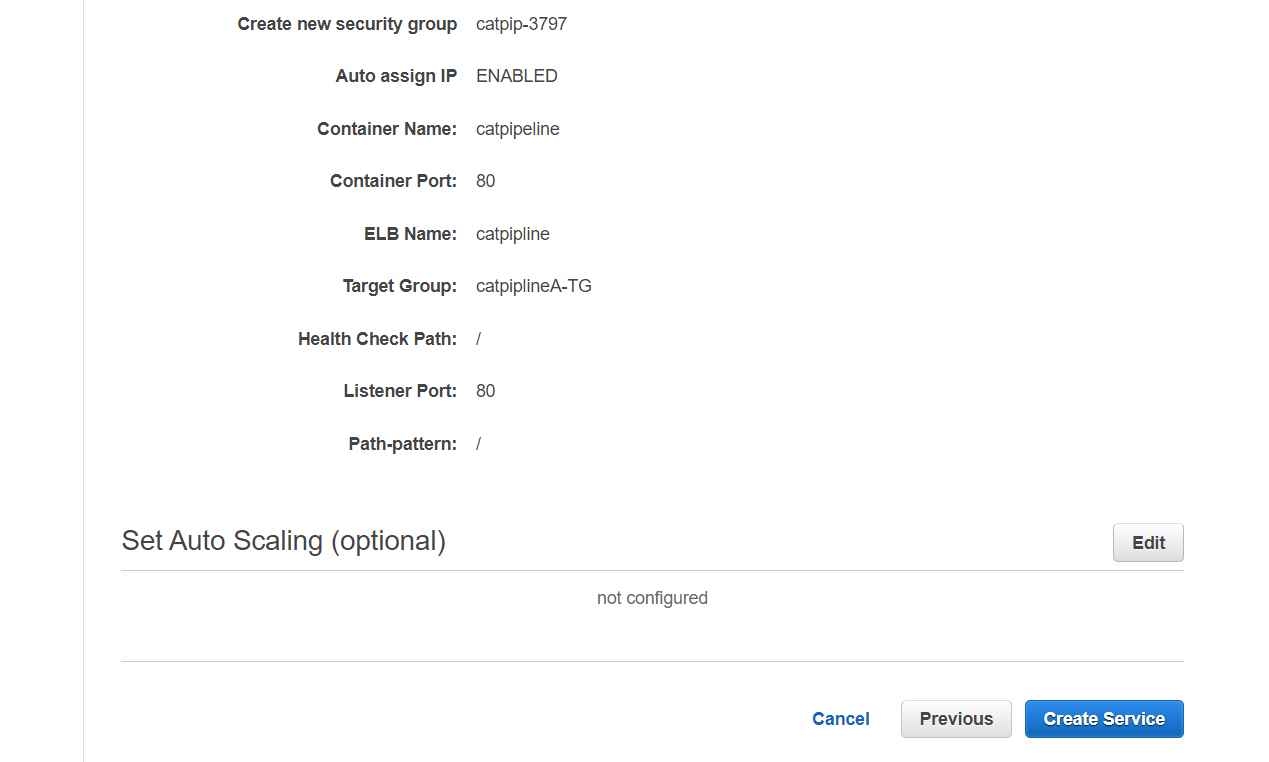 Create new security group catpip-3797
Auto assign IP ENABLED
Container Name: catpipeline
Container Port: 80
ELB Name: catpipline
Target Group: catpiplineA-TG
Health Check Path: /
Listener Port: 80
Path-pattern: /
Set Auto Scaling (optional) Edit
not configured
Cancel Previous Create Service